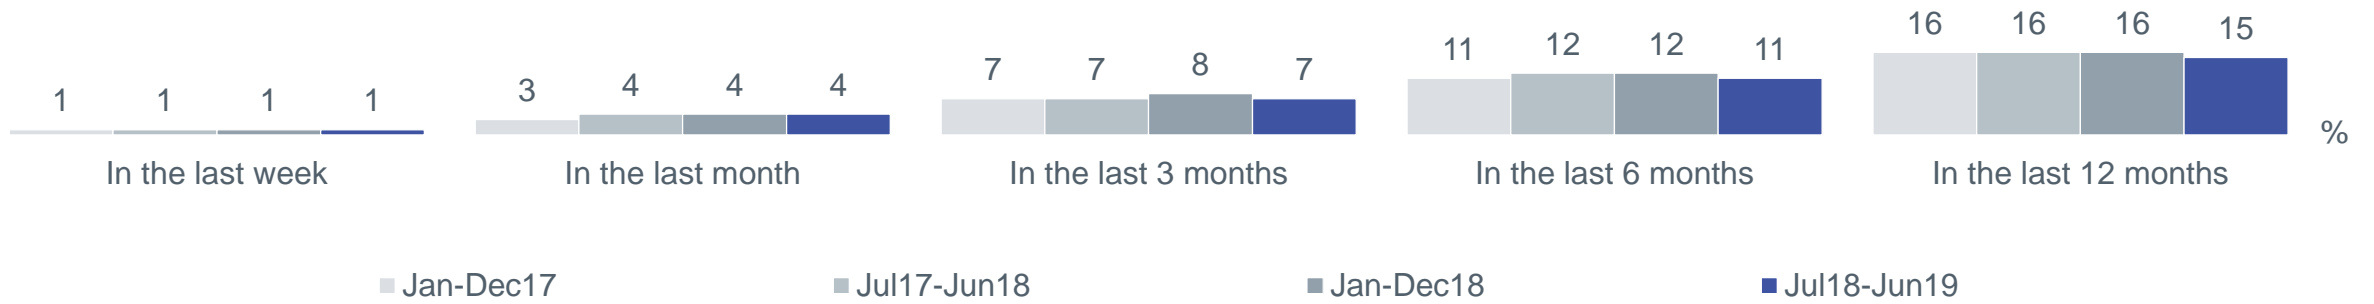 1 1 1 1
3 4 4 4
7 7 8 7
11 12 12 11
16 16 16 15
%
In the last week
In the last month
In the last 3 months
In the last 6 months
In the last 12 months
Jan-Dec17
Jul17-Jun18
Jan-Dec18
Jul18-Jun19